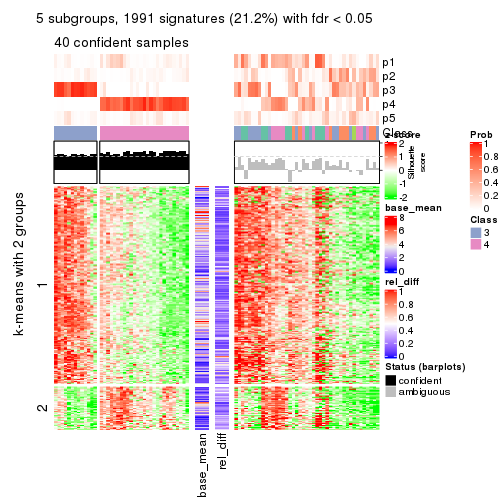 5 subgroups, 1991 signatures (21.2%) with fdr < 0.05
40 confident samples
p1
p2
p3
p4
p5
Class
z-score
2
1
0
-1
-2
Silhouette
score
Prob
1
0.8
0.6
0.4
0.2
0
Class
3
4
base_mean
8
6
4
2
0
rel_diff
1
0.8
0.6
0.4
0.2
0
Status (barplots)
confident
ambiguous
k-means with 2 groups
1
2
base_mean
rel_diff